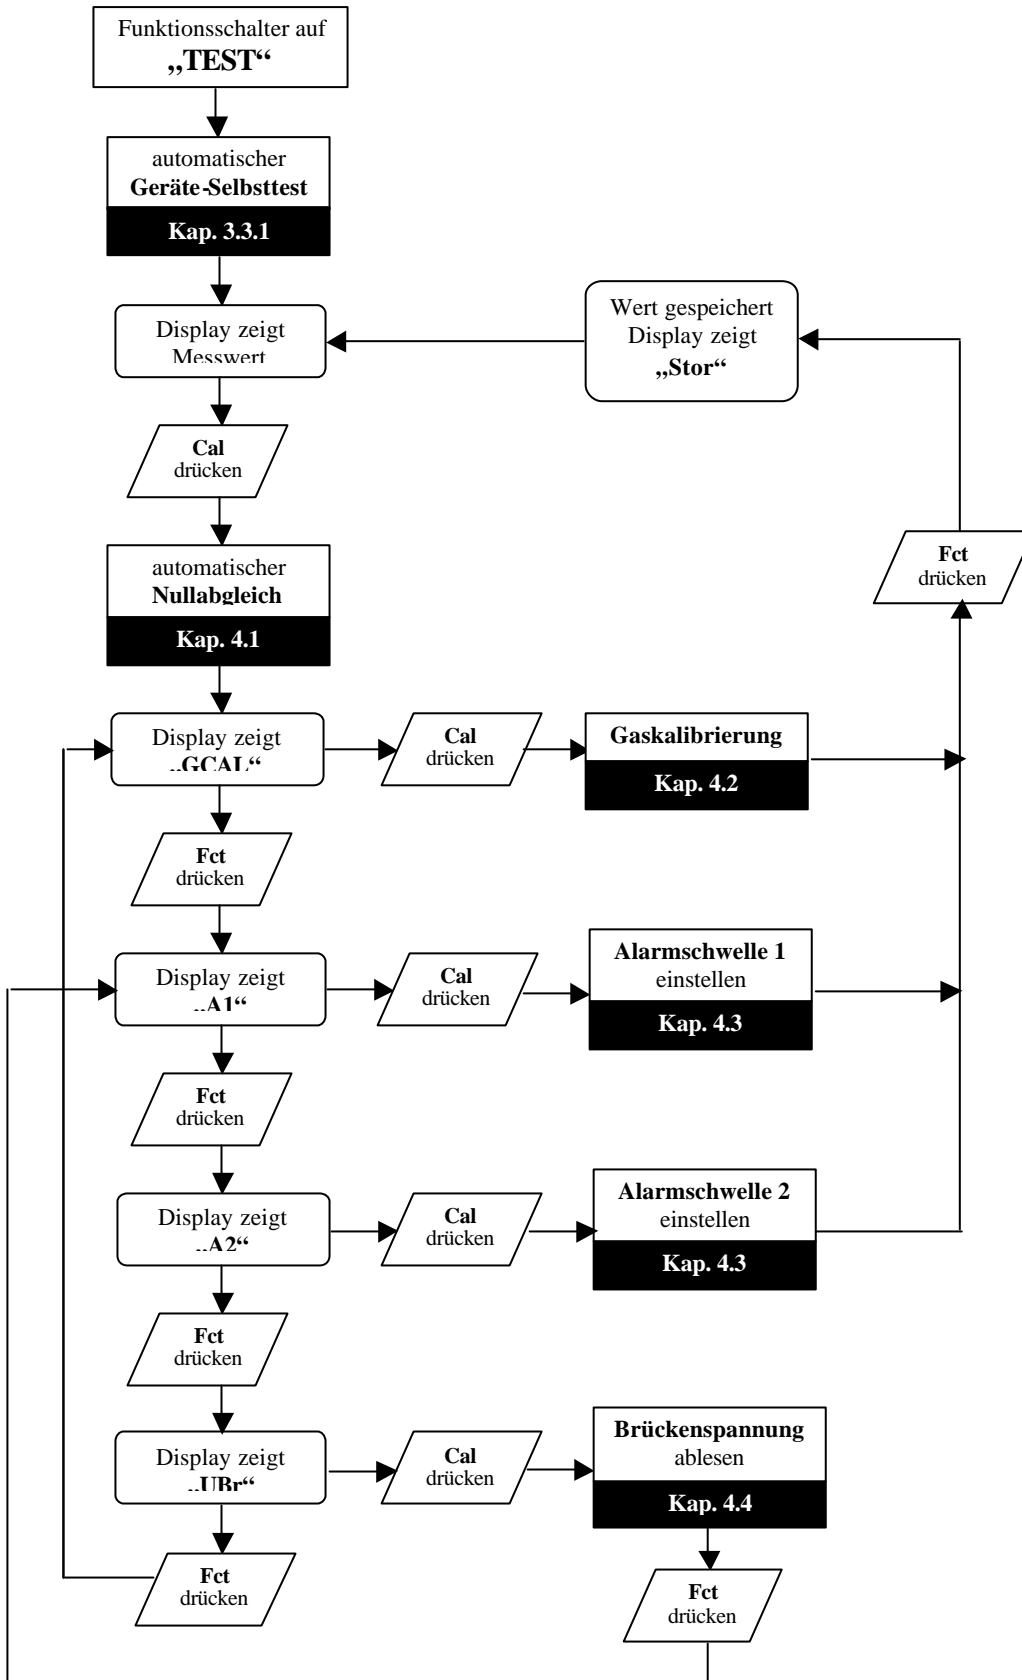 Funktionsschalter auf
„TEST“
automatischer
Geräte-Selbsttest
Kap. 3.3.1
Display zeigt
Messwert
Wert gespeichert
Display zeigt
„Stor“
Cal
drücken
Fct
drücken
automatischer
Nullabgleich
Kap. 4.1
Display zeigt
„GCAL“
Cal
drücken
Gaskalibrierung
Kap. 4.2
Fct
drücken
Display zeigt
„A1“
Cal
drücken
Alarmschwelle 1
einstellen
Kap. 4.3
Fct
drücken
Display zeigt
„A2“
Cal
drücken
Alarmschwelle 2
einstellen
Kap. 4.3
Fct
drücken
Display zeigt
„UBr“
Cal
drücken
Brückenspannung
ablesen
Kap. 4.4
Fct
drücken
Fct
drücken